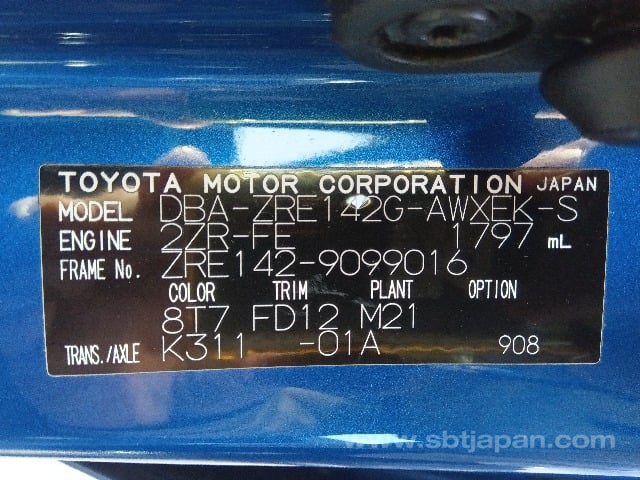 TOYOTA MOTOR CORPORATION JAPAN
MODEL DBA-ZRE142G-AWXEK-S
ENGINE 2ZR-FE 1797 mL
FRAME No. ZRE142-9099016
COLOR TRIM PLANT OPTION
8T7 FD12 M21
TRANS./AXLE K311 -01A 908
www.sbtjapan.com